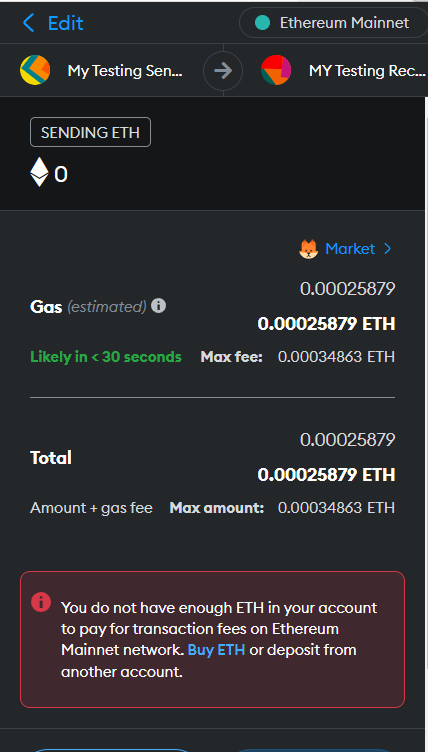 Edit
Ethereum Mainnet
My Testing Sen...
MY Testing Rec...
SENDING ETH
0
Market
0.00025879
Gas (estimated)
0.00025879 ETH
Likely in < 30 seconds Max fee: 0.00034863 ETH
0.00025879
Total
0.00025879 ETH
Amount + gas fee Max amount: 0.00034863 ETH
You do not have enough ETH in your account
to pay for transaction fees on Ethereum
Mainnet network. Buy ETH or deposit from
another account.